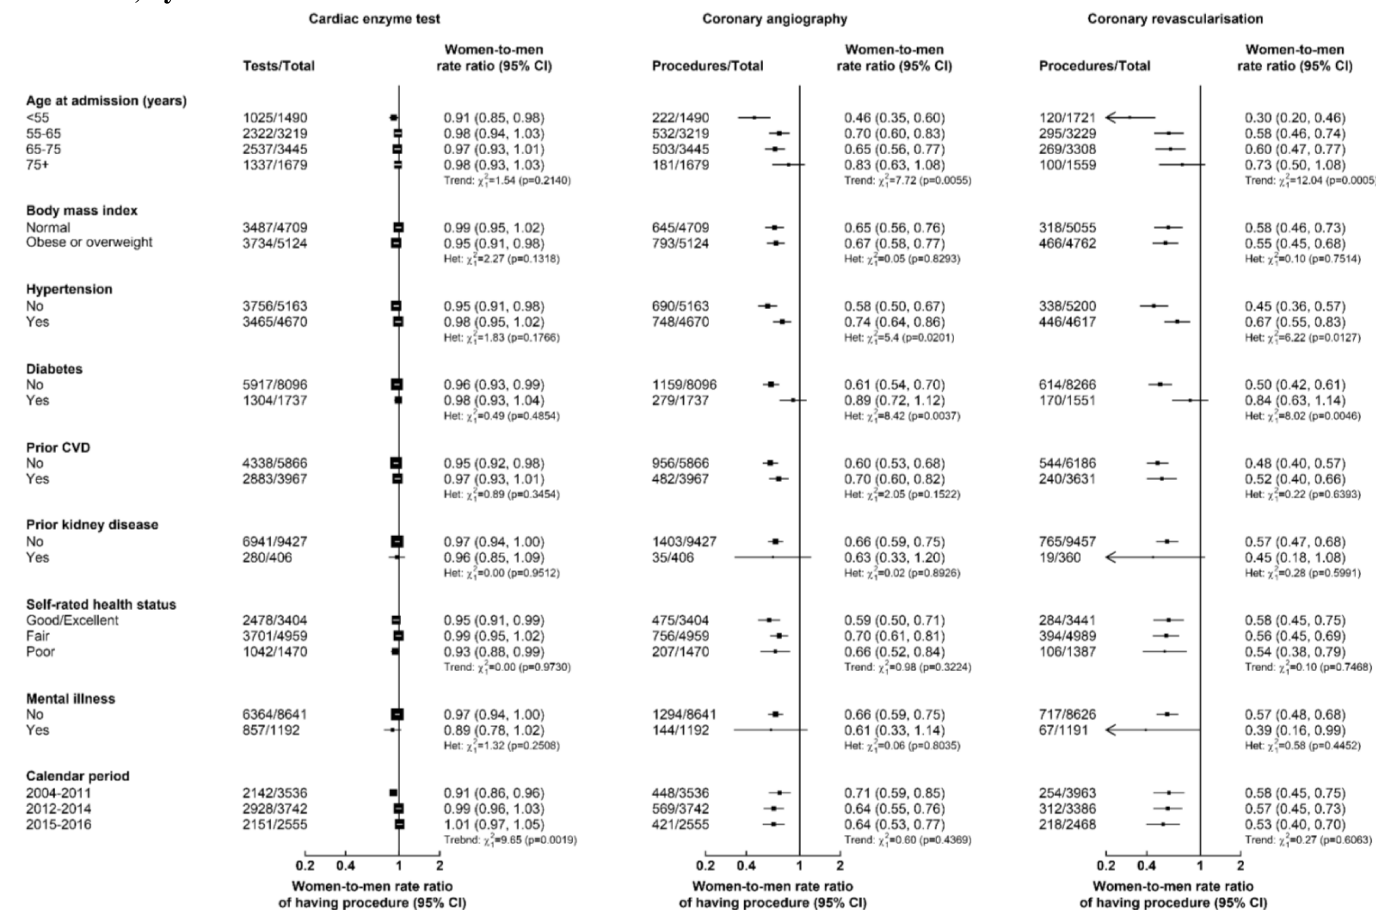 Cardiac enzyme test Coronary angiography Coronary revascularisation
Women-to-men Women-to-men Women-to-men
Tests/Total rate ratio (95% CI) Procedures/Total rate ratio (95% CI) Procedures/Total rate ratio (95% CI)
Age at admission (years)
<55 1025/1490 0.91 (0.85, 0.98) 222/1490 0.46 (0.35, 0.60) 120/1721 0.30 (0.20, 0.46)
55-65 2322/3219 0.98 (0.94, 1.03) 532/3219 0.70 (0.60, 0.83) 295/3229 0.58 (0.46, 0.74)
65-75 2537/3445 0.97 (0.93, 1.01) 503/3445 0.65 (0.56, 0.77) 269/3308 0.60 (0.47, 0.77)
75+ 1337/1679 0.98 (0.93, 1.03) 181/1679 0.83 (0.63, 1.08) 100/1559 0.73 (0.50, 1.08)
Trend: χ²₁=1.54 (p=0.2140) Trend: χ²₁=7.72 (p=0.0055) Trend: χ²₁=12.04 (p=0.0005)
Body mass index
Normal 3487/4709 0.99 (0.95, 1.02) 645/4709 0.65 (0.56, 0.76) 318/5055 0.58 (0.46, 0.73)
Obese or overweight 3734/5124 0.95 (0.91, 0.98) 793/5124 0.67 (0.58, 0.77) 466/4762 0.55 (0.45, 0.68)
Het: χ²₁=2.27 (p=0.1318) Het: χ²₁=0.05 (p=0.8293) Het: χ²₁=0.10 (p=0.7514)
Hypertension
No 3756/5163 0.95 (0.91, 0.98) 690/5163 0.58 (0.50, 0.67) 338/5200 0.45 (0.36, 0.57)
Yes 3465/4670 0.98 (0.95, 1.02) 748/4670 0.74 (0.64, 0.86) 446/4617 0.67 (0.55, 0.83)
Het: χ²₁=1.83 (p=0.1766) Het: χ²₁=5.4 (p=0.0201) Het: χ²₁=6.22 (p=0.0127)
Diabetes
No 5917/8096 0.96 (0.93, 0.99) 1159/8096 0.61 (0.54, 0.70) 614/8266 0.50 (0.42, 0.61)
Yes 1304/1737 0.98 (0.93, 1.04) 279/1737 0.89 (0.72, 1.12) 170/1551 0.84 (0.63, 1.14)
Het: χ²₁=0.49 (p=0.4854) Het: χ²₁=8.42 (p=0.0037) Het: χ²₁=8.02 (p=0.0046)
Prior CVD
No 4338/5866 0.95 (0.92, 0.98) 956/5866 0.60 (0.53, 0.68) 544/6186 0.48 (0.40, 0.57)
Yes 2883/3967 0.97 (0.93, 1.01) 482/3967 0.70 (0.60, 0.82) 240/3631 0.52 (0.40, 0.66)
Het: χ²₁=0.89 (p=0.3454) Het: χ²₁=2.05 (p=0.1522) Het: χ²₁=0.22 (p=0.6393)
Prior kidney disease
No 6941/9427 0.97 (0.94, 1.00) 1403/9427 0.66 (0.59, 0.75) 765/9457 0.57 (0.47, 0.68)
Yes 280/406 0.96 (0.85, 1.09) 35/406 0.63 (0.33, 1.20) 19/360 0.45 (0.18, 1.08)
Het: χ²₁=0.00 (p=0.9512) Het: χ²₁=0.02 (p=0.8926) Het: χ²₁=0.28 (p=0.5991)
Self-rated health status
Good/Excellent 2478/3404 0.95 (0.91, 0.99) 475/3404 0.59 (0.50, 0.71) 284/3441 0.58 (0.45, 0.75)
Fair 3701/4959 0.99 (0.95, 1.02) 756/4959 0.70 (0.61, 0.81) 394/4989 0.56 (0.45, 0.69)
Poor 1042/1470 0.93 (0.88, 0.99) 207/1470 0.66 (0.52, 0.84) 106/1387 0.54 (0.38, 0.79)
Trend: χ²₁=0.00 (p=0.9730) Trend: χ²₁=0.98 (p=0.3224) Trend: χ²₁=0.10 (p=0.7468)
Mental illness
No 6364/8641 0.97 (0.94, 1.00) 1294/8641 0.66 (0.59, 0.75) 717/8626 0.57 (0.48, 0.68)
Yes 857/1192 0.89 (0.78, 1.02) 144/1192 0.61 (0.33, 1.14) 67/1191 0.39 (0.16, 0.99)
Het: χ²₁=1.32 (p=0.2508) Het: χ²₁=0.06 (p=0.8035) Het: χ²₁=0.58 (p=0.4452)
Calendar period
2004-2011 2142/3536 0.91 (0.86, 0.96) 448/3536 0.71 (0.59, 0.85) 254/3963 0.58 (0.45, 0.75)
2012-2014 2928/3742 0.99 (0.96, 1.03) 569/3742 0.64 (0.55, 0.76) 312/3386 0.57 (0.45, 0.73)
2015-2016 2151/2555 1.01 (0.97, 1.05) 421/2555 0.64 (0.53, 0.77) 218/2468 0.53 (0.40, 0.70)
Trebnd: χ²₁=9.65 (p=0.0019) Trend: χ²₁=0.60 (p=0.4369) Trend: χ²₁=0.27 (p=0.6063)
0.2 0.4 1 2 0.2 0.4 1 2 0.2 0.4 1 2
Women-to-men rate ratio Women-to-men rate ratio Women-to-men rate ratio
of having procedure (95% CI) of having procedure (95% CI) of having procedure (95% CI)